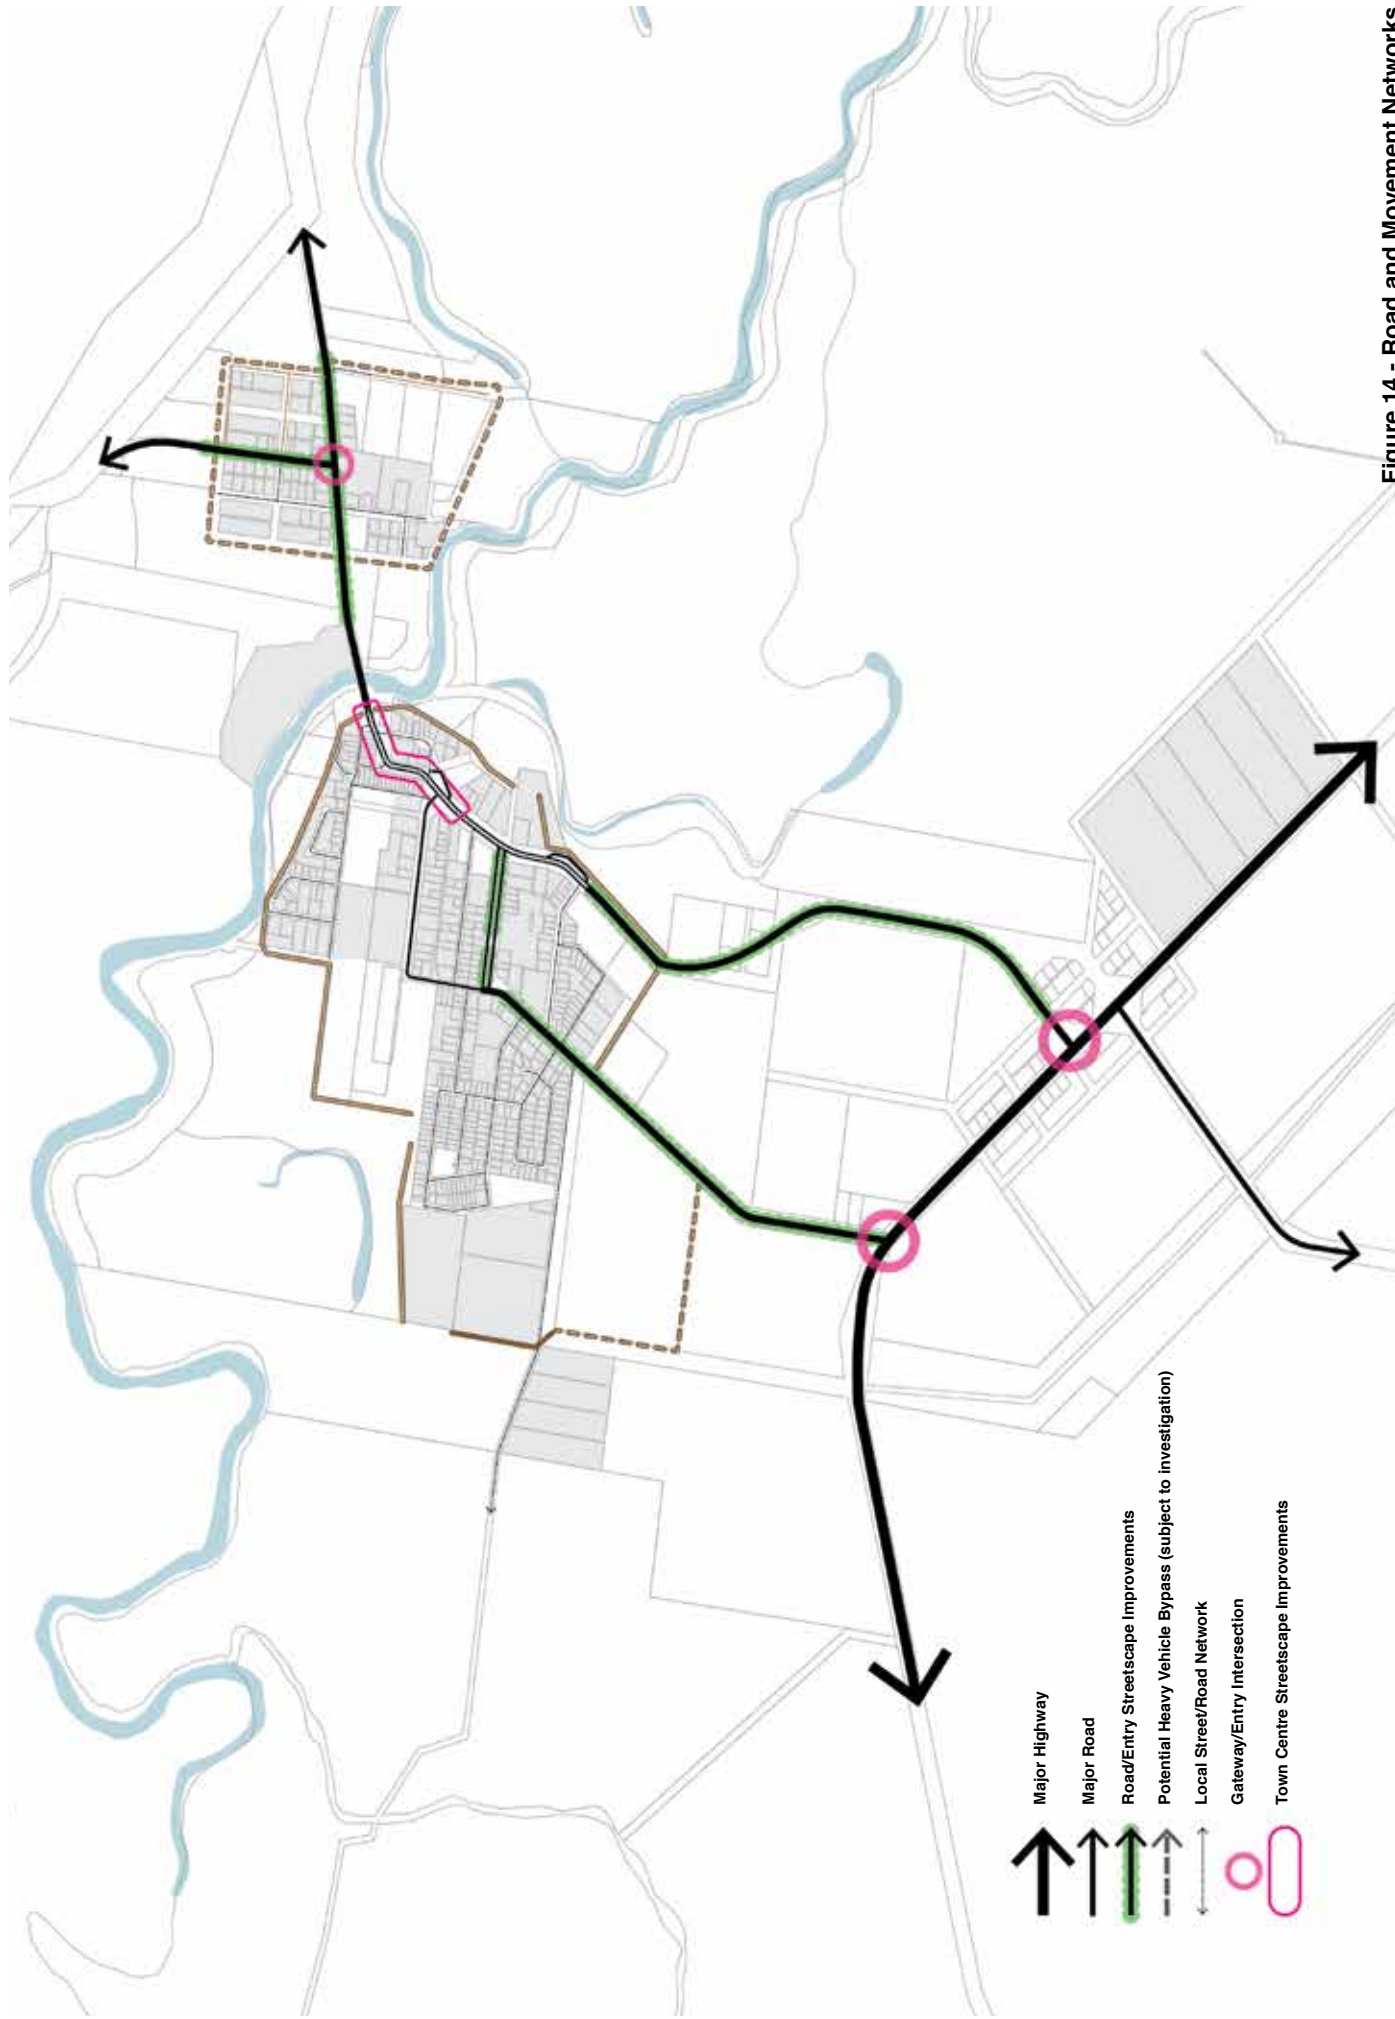 Figure 14 - Road and Movement Networks
Major Highway
Major Road
Road/Entry Streetscape Improvements
Potential Heavy Vehicle Bypass (subject to investigation)
Local Street/Road Network
Gateway/Entry Intersection
Town Centre Streetscape Improvements